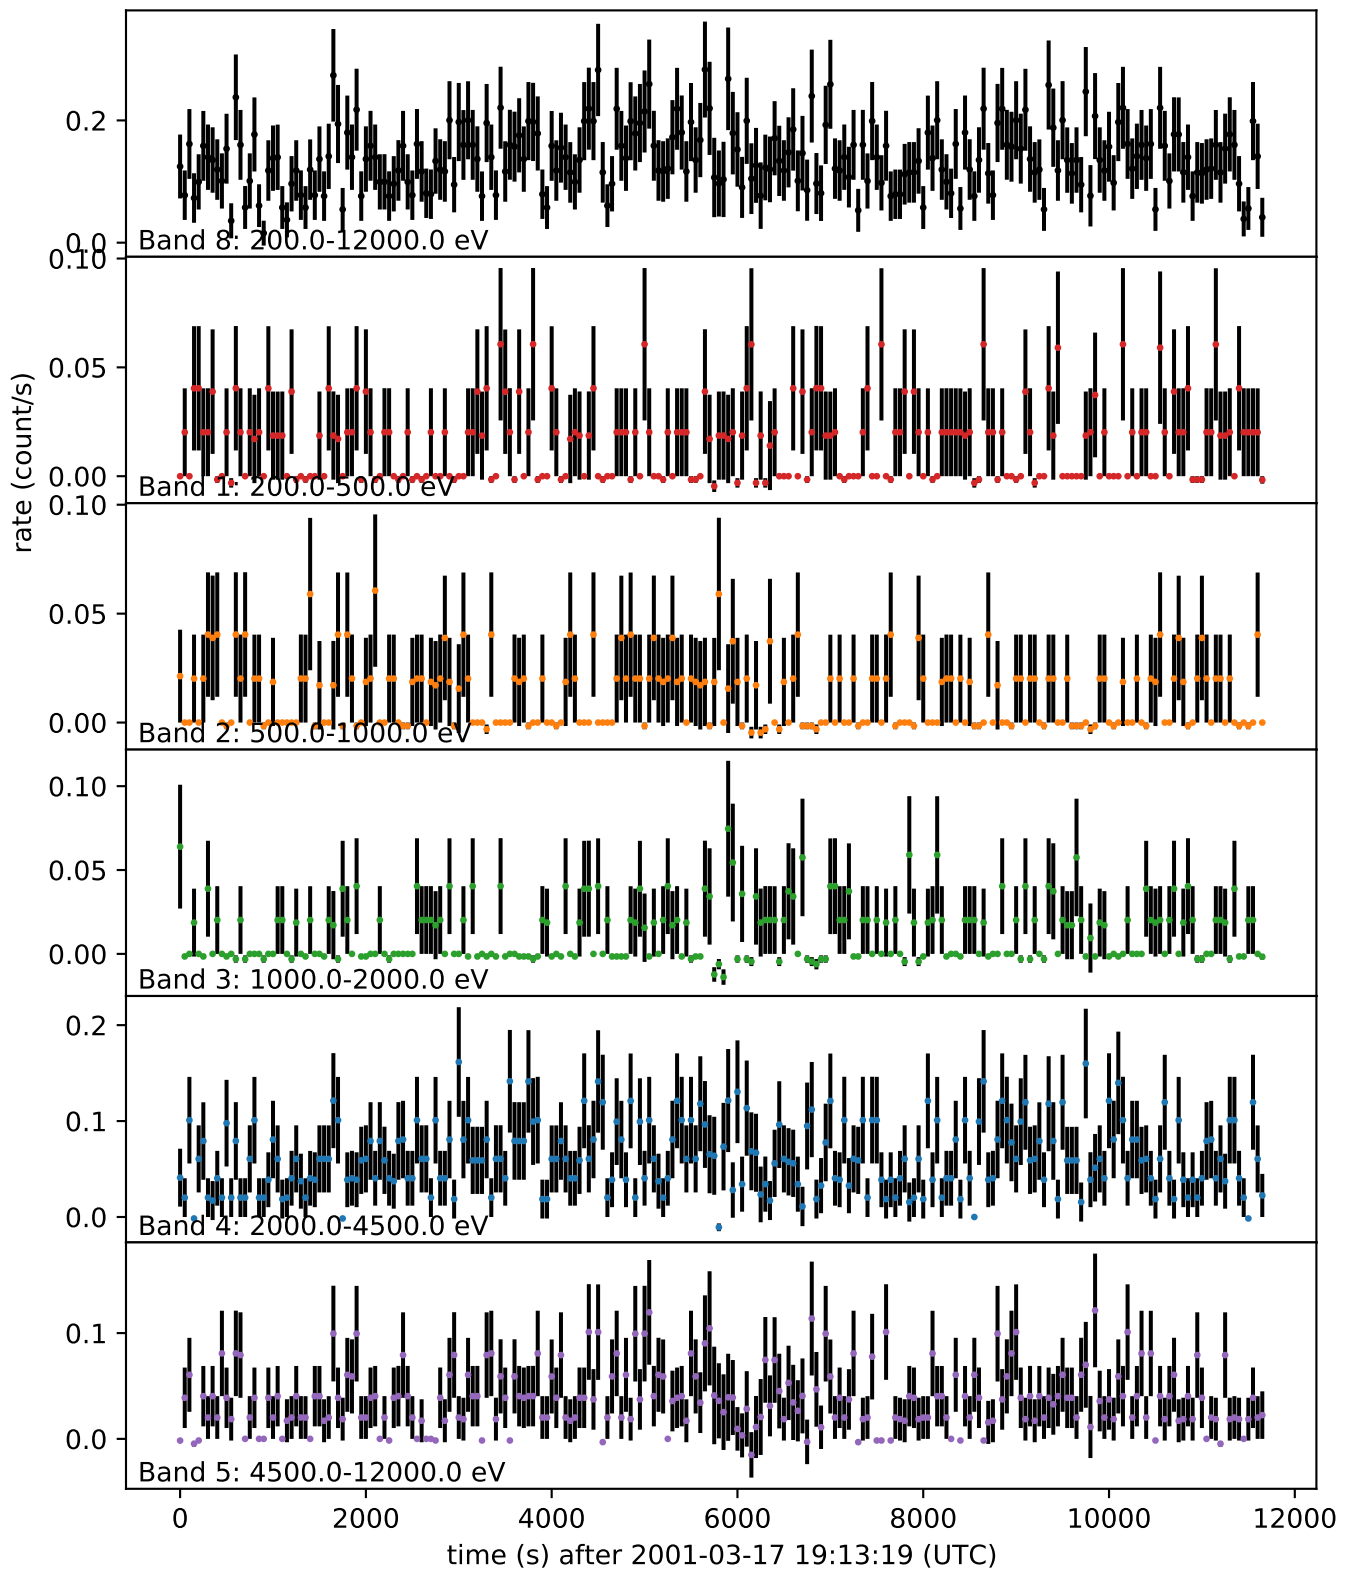 0.2
0.0
Band 8: 200.0-12000.0 eV
0.10
0.05
0.00
Band 1: 200.0-500.0 eV
rate (count/s)
0.10
0.05
0.00
Band 2: 500.0-1000.0 eV
0.10
0.05
0.00
Band 3: 1000.0-2000.0 eV
0.2
0.1
0.0
Band 4: 2000.0-4500.0 eV
0.1
0.0
Band 5: 4500.0-12000.0 eV
0 2000 4000 6000 8000 10000 12000
time (s) after 2001-03-17 19:13:19 (UTC)